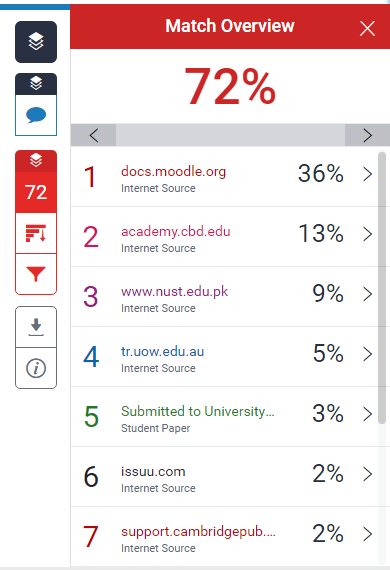 Match Overview
72%
1 docs.moodle.org 36%
Internet Source
2 academy.cbd.edu 13%
Internet Source
3 www.nust.edu.pk 9%
Internet Source
4 tr.uow.edu.au 5%
Internet Source
5 Submitted to University... 3%
Student Paper
6 issuu.com 2%
Internet Source
7 support.cambridgepub.... 2%
Internet Source
72